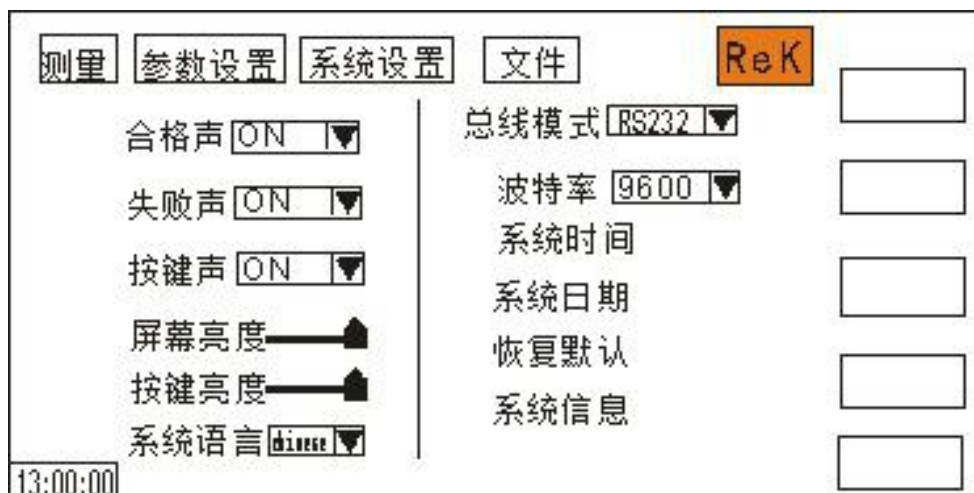 测量 参数设置 系统设置 文件 ReK
合格声 ON
失败声 ON
按键声 ON
屏幕亮度
按键亮度
系统语言 chinese
总线模式 RS232
波特率 9600
系统时间
系统日期
恢复默认
系统信息
13:00:00